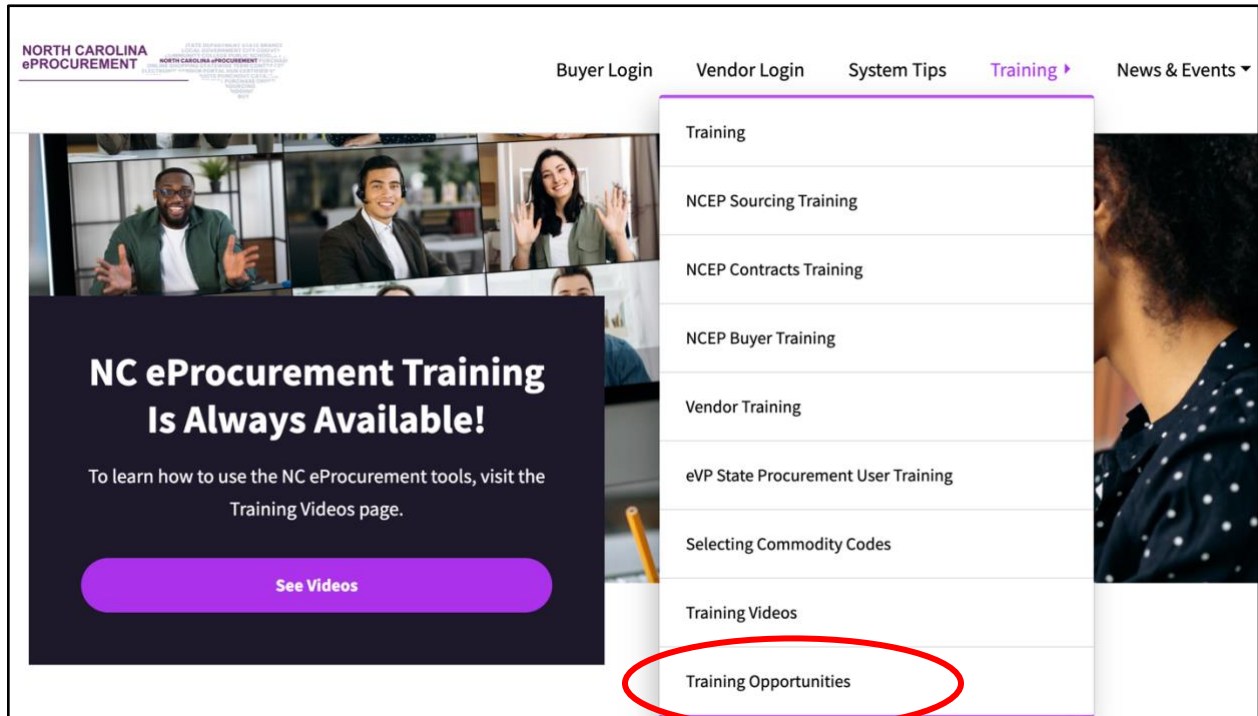 NORTH CAROLINA
ePROCUREMENT
NORTH CAROLINA ePROCUREMENT
Buyer Login Vendor Login System Tips Training News & Events
Training
NCEP Sourcing Training
NCEP Contracts Training
NCEP Buyer Training
Vendor Training
eVP State Procurement User Training
Selecting Commodity Codes
Training Videos
Training Opportunities
NC eProcurement Training
Is Always Available!
To learn how to use the NC eProcurement tools, visit the
Training Videos page.
See Videos